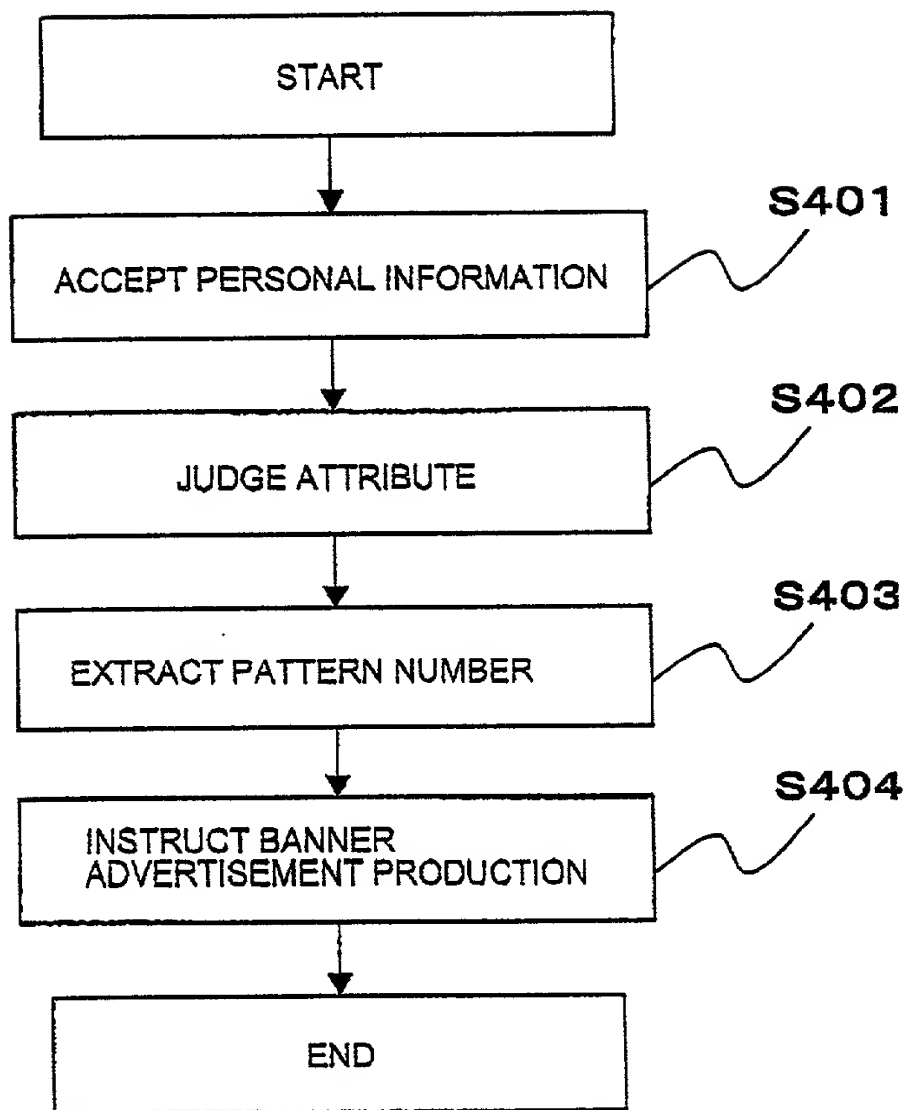 START
S401
ACCEPT PERSONAL INFORMATION
S402
JUDGE ATTRIBUTE
S403
EXTRACT PATTERN NUMBER
S404
INSTRUCT BANNER
ADVERTISEMENT PRODUCTION
END